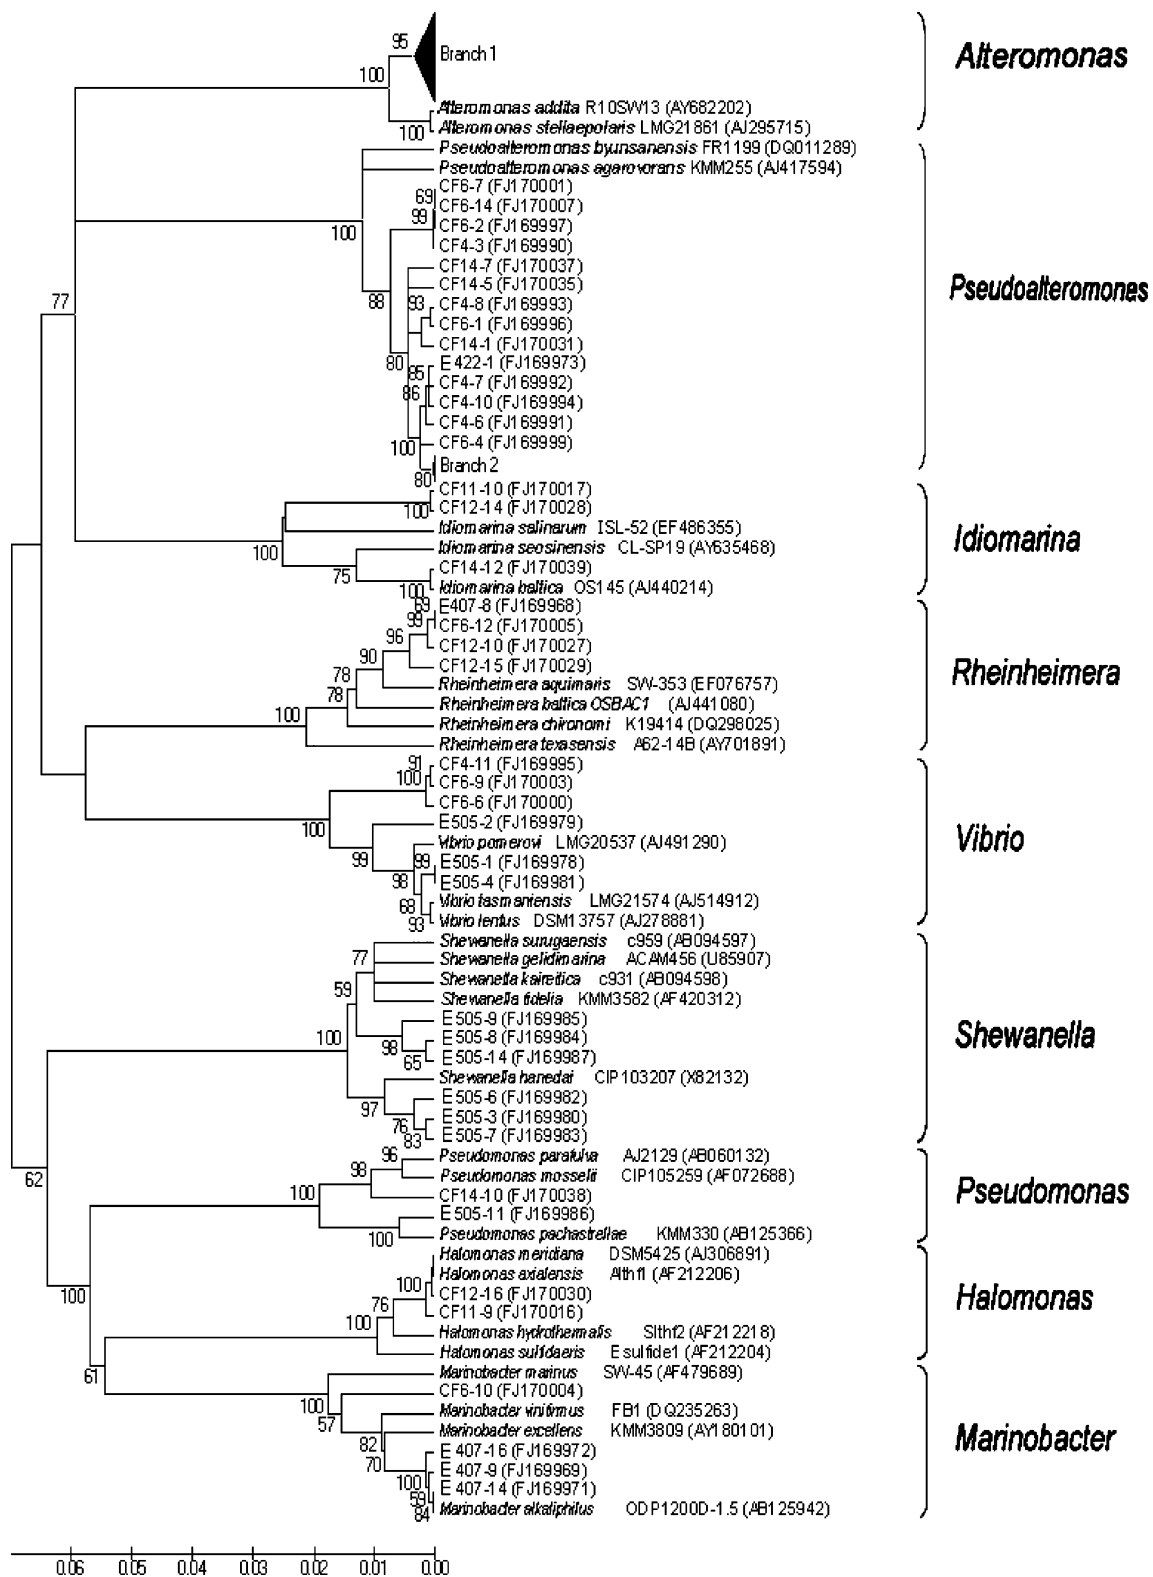 95
Branch 1
Alteromonas
100
Alteromonas addita R10SW13 (AY682202)
100
Alteromonas stellaepolaris LMG21861 (AJ295715)
Pseudoalteromonas byunsanensis FR1199 (DQ011289)
Pseudoalteromonas agarovorans KMM255 (AJ417594)
CF6-7 (FJ170001)
69
CF6-14 (FJ170007)
99
CF6-2 (FJ169997)
100
CF4-3 (FJ169990)
CF14-7 (FJ170037)
CF14-5 (FJ170035)
Pseudoalteromones
77
88
93
CF4-8 (FJ169993)
CF6-1 (FJ169996)
CF14-1 (FJ170031)
80
E422-1 (FJ169973)
85
CF4-7 (FJ169992)
86
CF4-10 (FJ169994)
CF4-6 (FJ169991)
100
CF6-4 (FJ169999)
Branch 2
80
CF11-10 (FJ170017)
100
CF12-14 (FJ170028)
Idiomarina salinarum ISL-52 (EF486355)
Idiomarina
100
Idiomarina seosinensis CL-SP19 (AY635468)
75
CF14-12 (FJ170039)
100
Idiomarina baltica OS145 (AJ440214)
69
E407-8 (FJ169968)
99
CF6-12 (FJ170005)
96
CF12-10 (FJ170027)
90
CF12-15 (FJ170029)
Rheinheimera
78
Rheinheimera aquimaris SW-353 (EF076757)
78
Rheinheimera baltica OSBAC1 (AJ441080)
100
Rheinheimera chironomi K19414 (DQ298025)
Rheinheimera texasensis A62-14B (AY701891)
91
CF4-11 (FJ169995)
100
CF6-9 (FJ170003)
CF6-6 (FJ170000)
100
E505-2 (FJ169979)
Vibrio
Vibrio pomerovi LMG20537 (AJ491290)
99
99
E505-1 (FJ169978)
98
E505-4 (FJ169981)
68
Vibrio tasmaniensis LMG21574 (AJ514912)
93
Vibrio lentus DSM13757 (AJ278881)
Shewanella surugaensis c959 (AB094597)
77
Shewanella gelidimarina ACAM456 (U85907)
59
Shewanella kaireitica c931 (AB094598)
Shewanella fidelia KMM3582 (AF420312)
E505-9 (FJ169985)
100
E505-8 (FJ169984)
Shewanella
98
65
E505-14 (FJ169987)
Shewanella hanedai CIP103207 (X82132)
97
E505-6 (FJ169982)
76
E505-3 (FJ169980)
83
E505-7 (FJ169983)
96
Pseudomonas parafulva AJ2129 (AB060132)
98
Pseudomonas mosselii CIP105259 (AF072688)
62
100
CF14-10 (FJ170038)
Pseudomonas
E505-11 (FJ169986)
100
Pseudomonas pachastrellae KMM330 (AB125366)
Halomonas meridiana DSM5425 (AJ306891)
100
Halomonas axialensis Althf1 (AF212206)
100
CF12-16 (FJ170030)
Halomonas
76
CF11-9 (FJ170016)
100
Halomonas hydrothermalis Slthf2 (AF212218)
Halomonas sulfidaeris Esulfide1 (AF212204)
61
Marinobacter marinus SW-45 (AF479689)
CF6-10 (FJ170004)
100
Marinobacter vinifirmus FB1 (DQ235263)
57
Marinobacter excellens KMM3809 (AY180101)
Marinobacter
82
E407-16 (FJ169972)
70
E407-9 (FJ169969)
100
E407-14 (FJ169971)
59
84
Marinobacter alkaliphilus ODP1200D-1.5 (AB125942)
0.06 0.05 0.04 0.03 0.02 0.01 0.00